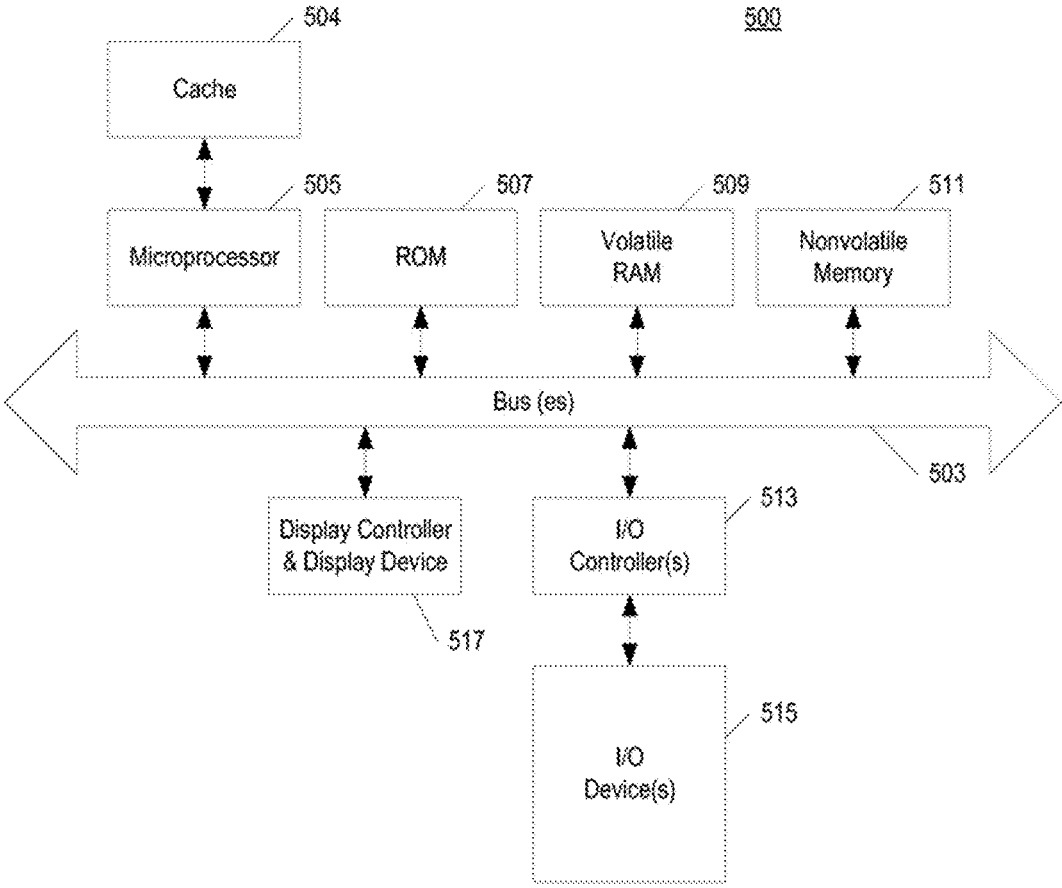 504
500
Cache
505
507
509
511
Microprocessor
ROM
Volatile
RAM
Nonvolatile
Memory
Bus (es)
503
513
Display Controller
& Display Device
I/O
Controller(s)
517
515
I/O
Device(s)